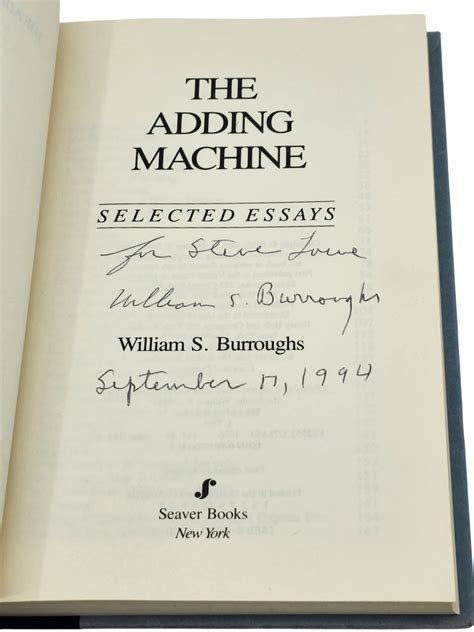 THE
ADDING
MACHINE
SELECTED ESSAYS
for Steve Lowe
William S. Burroughs
William S. Burroughs
September 17, 1994
Seaver Books
New York